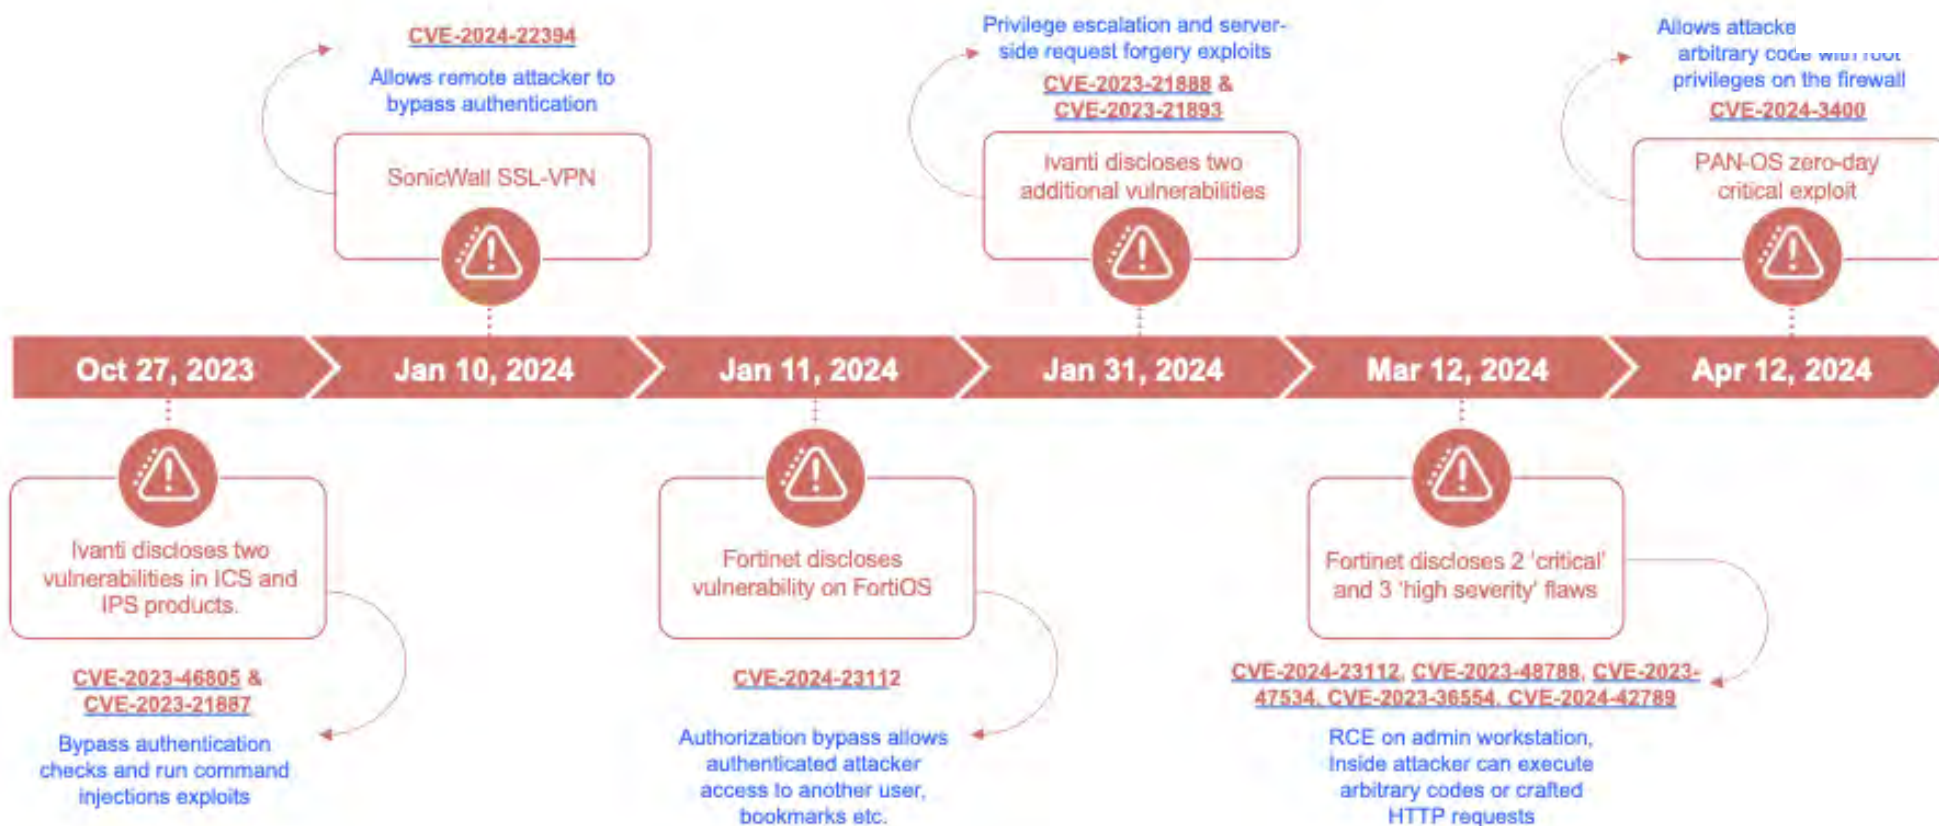 CVE-2024-22394
Allows remote attacker to
bypass authentication
SonicWall SSL-VPN
Privilege escalation and server-
side request forgery exploits
CVE-2023-21888 &
CVE-2023-21893
Ivanti discloses two
additional vulnerabilities
Allows
arbitrary code with root
privileges on the firewall
CVE-2024-3400
PAN-OS zero-day
critical exploit
Oct 27, 2023
Jan 10, 2024
Jan 11, 2024
Jan 31, 2024
Mar 12, 2024
Apr 12, 2024
Ivanti discloses two
vulnerabilities in ICS and
IPS products.
CVE-2023-46805 &
CVE-2023-21887
Bypass authentication
checks and run command
injections exploits
Fortinet discloses
vulnerability on FortiOS
CVE-2024-23112
Authorization bypass allows
authenticated attacker
access to another user,
bookmarks etc.
Fortinet discloses 2 'critical'
and 3 'high severity' flaws
CVE-2024-23112, CVE-2023-48788, CVE-2023-
47534, CVE-2023-36554, CVE-2024-42789
RCE on admin workstation,
Inside attacker can execute
arbitrary codes or crafted
HTTP requests